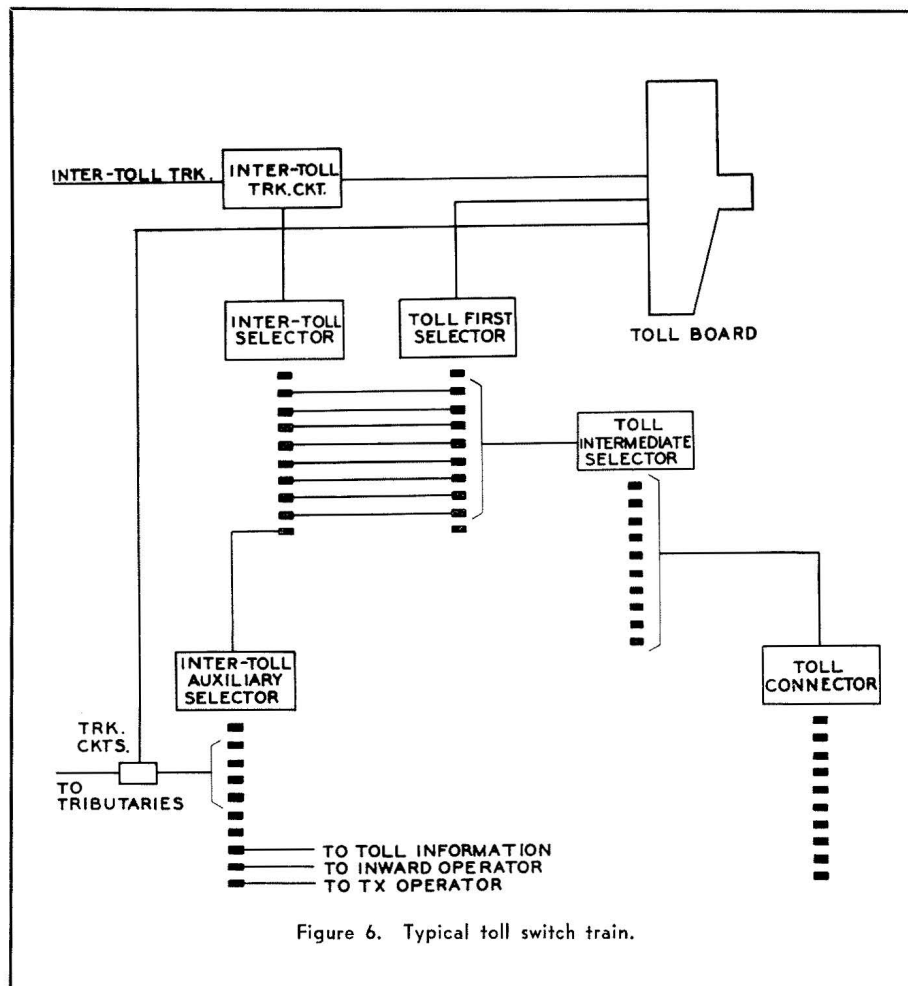 INTER-TOLL TRK.
INTER-TOLL
TRK. CKT.
INTER-TOLL
SELECTOR
TOLL FIRST
SELECTOR
TOLL BOARD
TOLL
INTERMEDIATE
SELECTOR
INTER-TOLL
AUXILIARY
SELECTOR
TOLL
CONNECTOR
TRK.
CKTS.
TO
TRIBUTARIES
TO TOLL INFORMATION
TO INWARD OPERATOR
TO TX OPERATOR
Figure 6. Typical toll switch train.